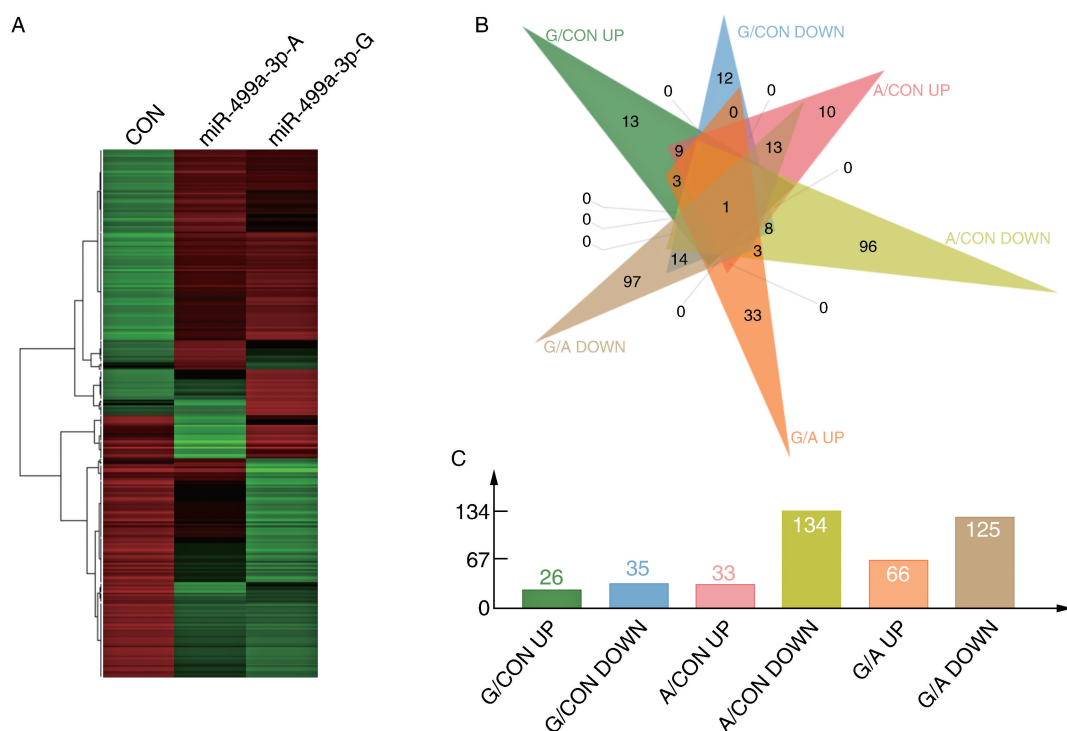 A
CON
miR-499a-3p-A
miR-499a-3p-G
B
G/CON UP
G/CON DOWN
A/CON UP
A/CON DOWN
G/A UP
G/A DOWN
12
0
0
0
10
13
13
9
0
3
1
0
0
0
8
3
96
14
97
0
0
33
C
134
67
0
26
35
33
134
66
125
G/CON UP
G/CON DOWN
A/CON UP
A/CON DOWN
G/A UP
G/A DOWN